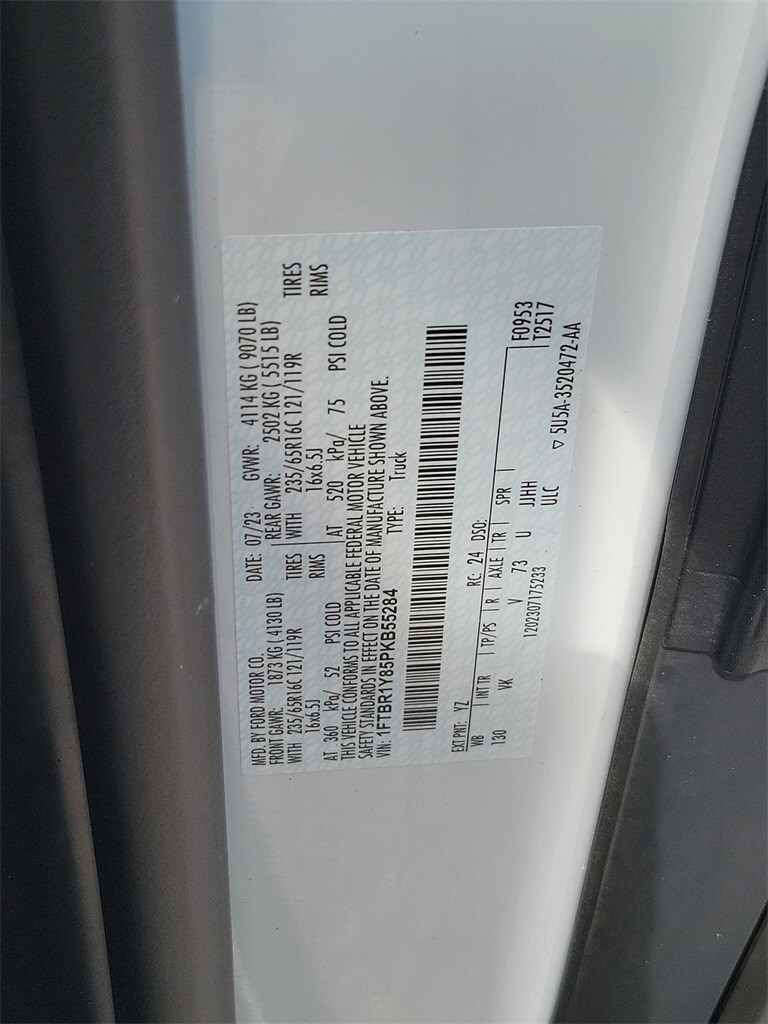 MFD. BY FORD MOTOR CO. DATE: 07/23 GVWR: 4114 KG ( 9070 LB)
FRONT GAWR: 1873 KG ( 4130 LB) REAR GAWR: 2502 KG ( 5515 LB)
WITH 235/65R16C 121/119R TIRES WITH 235/65R16C 121/119R TIRES
16x6.5J RIMS 16x6.5J RIMS
AT 360 kPa/ 52 PSI COLD AT 520 kPa/ 75 PSI COLD
THIS VEHICLE CONFORMS TO ALL APPLICABLE FEDERAL MOTOR VEHICLE
SAFETY STANDARDS IN EFFECT ON THE DATE OF MANUFACTURE SHOWN ABOVE.
VIN: 1FTBR1Y85PKB55284 TYPE: Truck
EXT PNT: YZ RC: 24 DSO:
WB INT TR TP/PS R AXLE TR SPR F0953
130 VK V 73 U JJHH T2517
1202307175233 ULC ▽ 5U5A-3520472-AA